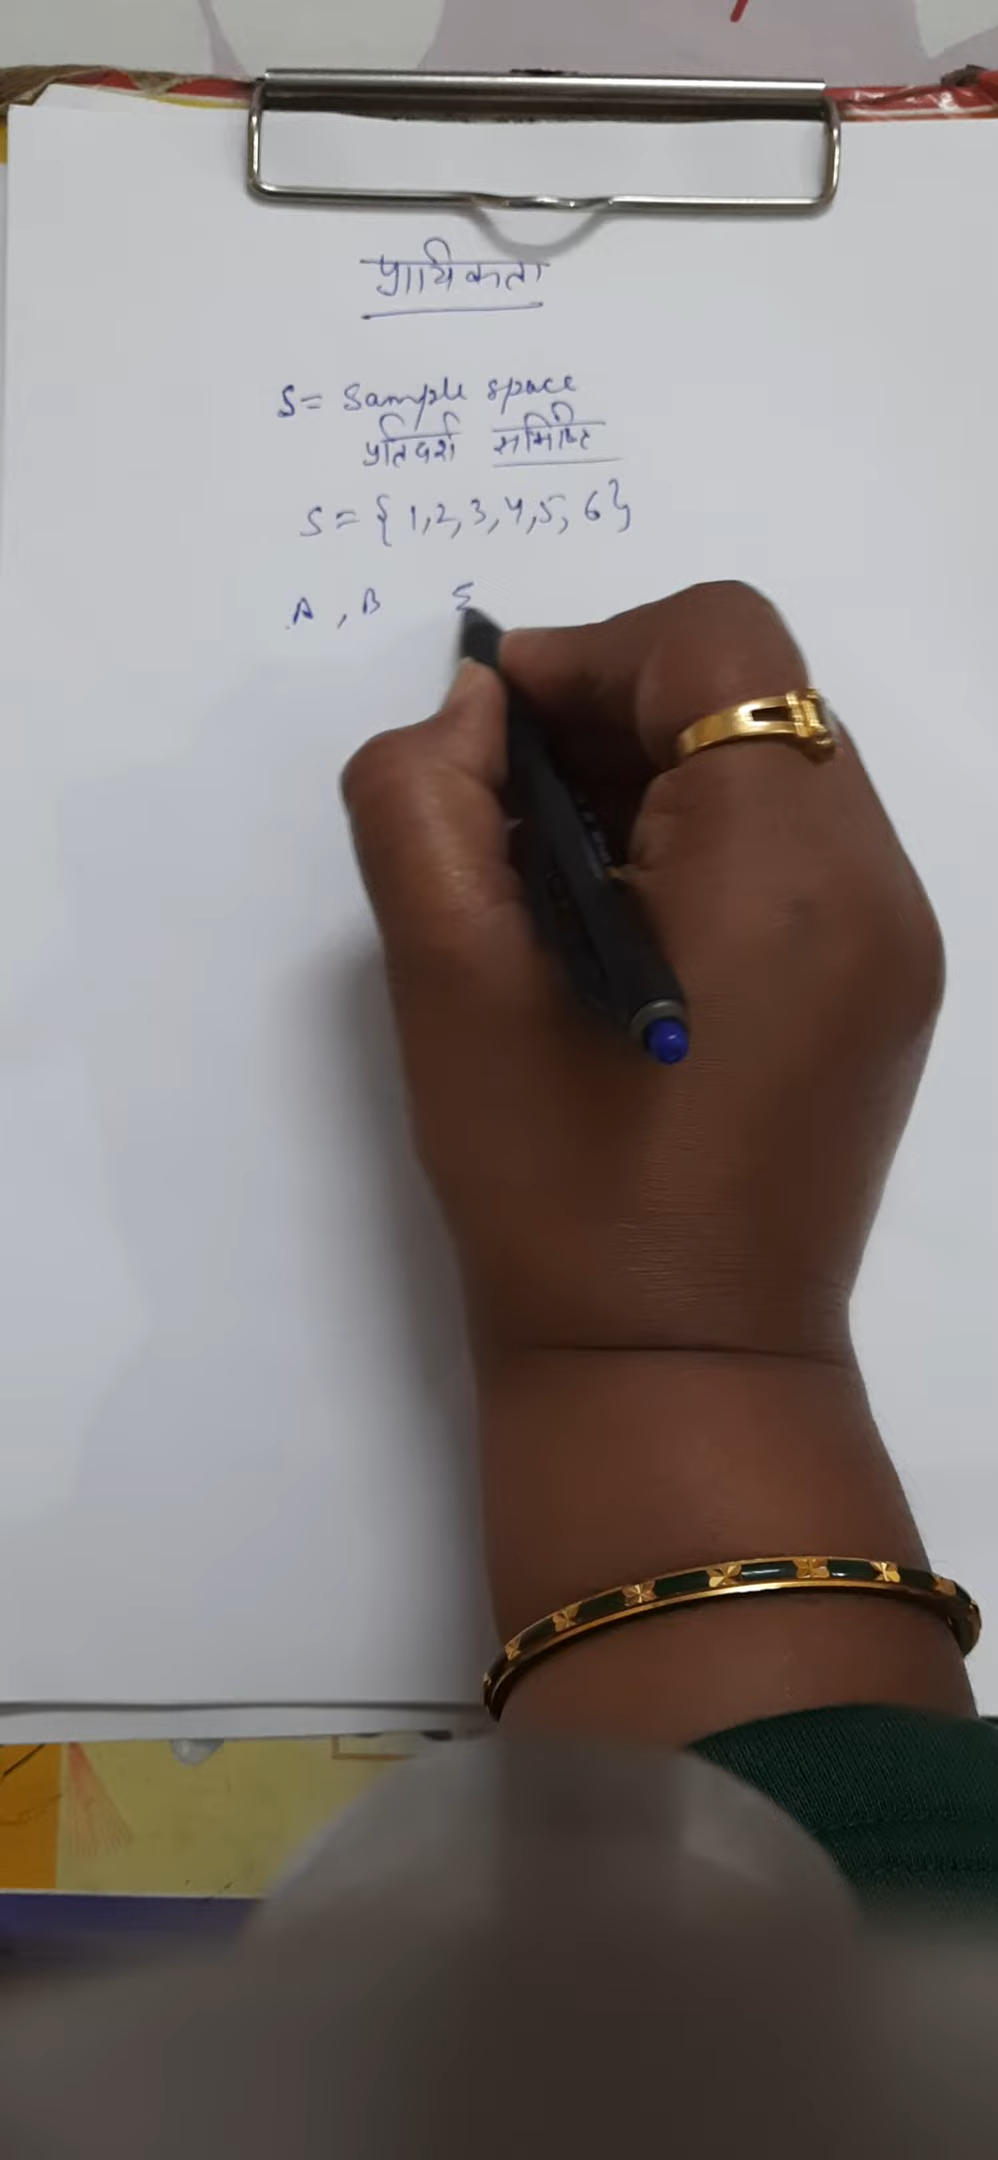 प्रायिकता
S = Sample space
प्रतिदर्श समिष्टि
S = { 1,2,3,4,5,6}
A , B